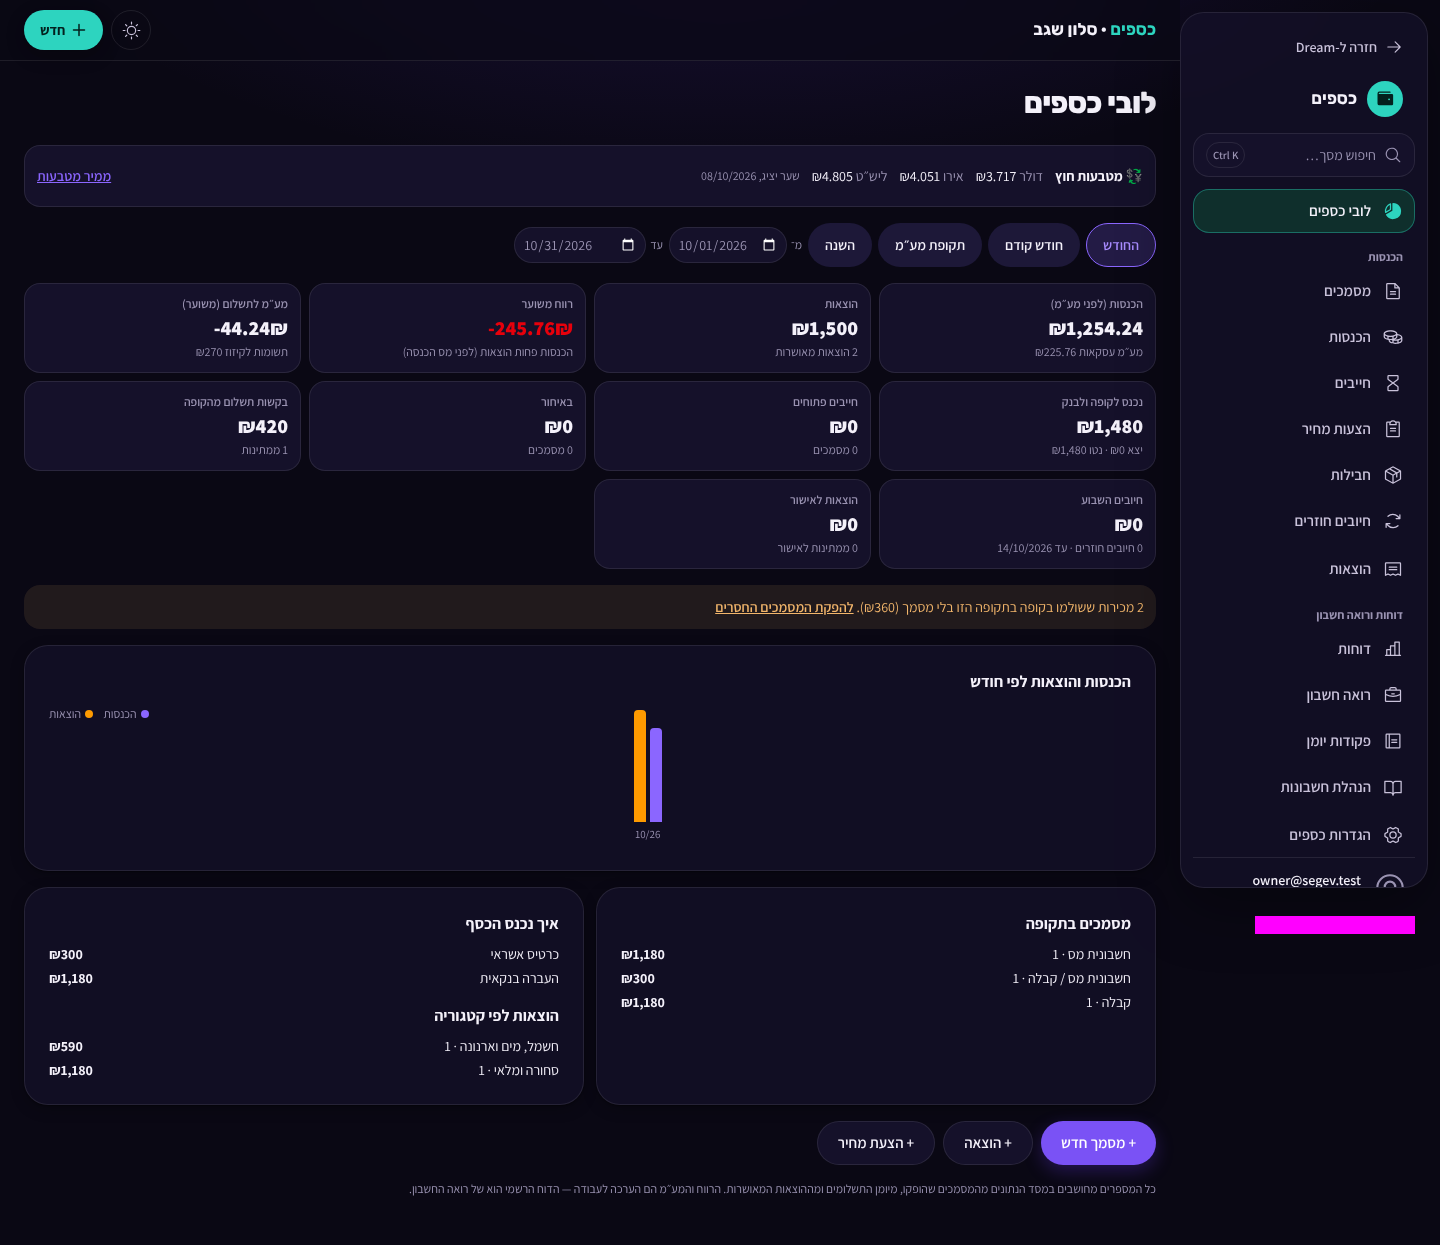 חזרה ל-Dream
כספים
חיפוש מסך...
Ctrl K
לובי כספים
הכנסות
מסמכים
הכנסות
חייבים
הצעות מחיר
חבילות
חיובים חוזרים
הוצאות
דוחות ורואה חשבון
דוחות
רואה חשבון
פקודות יומן
הנהלת חשבונות
הגדרות כספים
owner@segev.test
כספים • סלון שגב
+ חדש
לובי כספים
💱 מטבעות חוץ דולר ₪3.717 אירו ₪4.051 ליש״ט ₪4.805 שער יציג, 08/10/2026
ממיר מטבעות
החודש
חודש קודם
תקופת מע״מ
השנה
מ־ 10/01/2026 עד 10/31/2026
הכנסות (לפני מע״מ)
₪1,254.24
מע״מ עסקאות ₪225.76
הוצאות
₪1,500
2 הוצאות מאושרות
רווח משוער
-245.76₪
הכנסות פחות הוצאות (לפני מס הכנסה)
מע״מ לתשלום (משוער)
-44.24₪
תשומות לקיזוז ₪270
נכנס לקופה ולבנק
₪1,480
יצא ₪0 · נטו ₪1,480
חייבים פתוחים
₪0
0 מסמכים
באיחור
₪0
0 מסמכים
בקשות תשלום מהקופה
₪420
1 ממתינות
חיובים השבוע
₪0
0 חיובים חוזרים · עד 14/10/2026
הוצאות לאישור
₪0
0 ממתינות לאישור
2 מכירות ששולמו בקופה בתקופה הזו בלי מסמך (₪360). להפקת המסמכים החסרים
הכנסות והוצאות לפי חודש
הכנסות
הוצאות
10/26
מסמכים בתקופה
חשבונית מס · 1 ₪1,180
חשבונית מס / קבלה · 1 ₪300
קבלה · 1 ₪1,180
איך נכנס הכסף
כרטיס אשראי ₪300
העברה בנקאית ₪1,180
הוצאות לפי קטגוריה
חשמל, מים וארנונה · 1 ₪590
סחורה ומלאי · 1 ₪1,180
+ מסמך חדש
+ הוצאה
+ הצעת מחיר
כל המספרים מחושבים במסד הנתונים מהמסמכים שהופקו, מיומן התשלומים ומההוצאות המאושרות. הרווח והמע״מ הם הערכה לעבודה — הדוח הרשמי הוא של רואה החשבון.